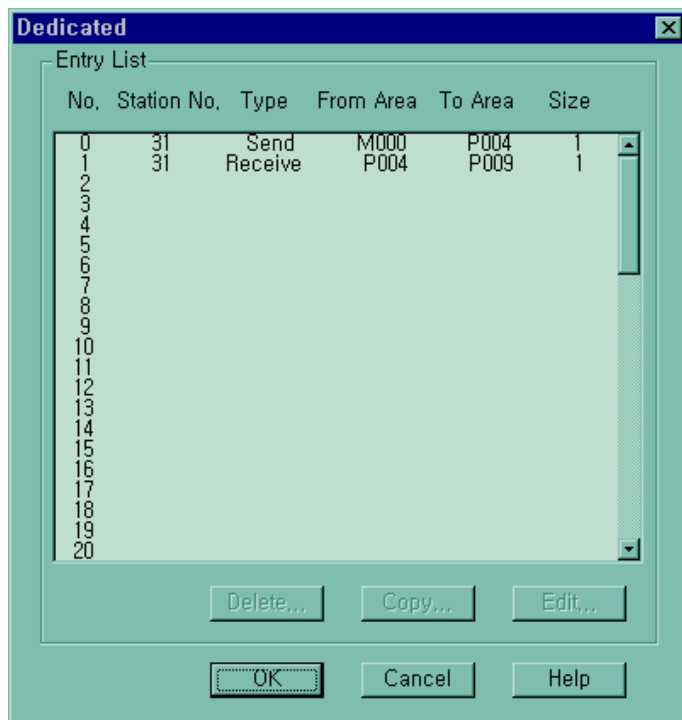 Dedicated
Entry List
No, Station No, Type From Area To Area Size
0 31 Send M000 P004 1
1 31 Receive P004 P009 1
2
3
4
5
6
7
8
9
10
11
12
13
14
15
16
17
18
19
20
Delete,,, Copy,,, Edit,,,
OK Cancel Help